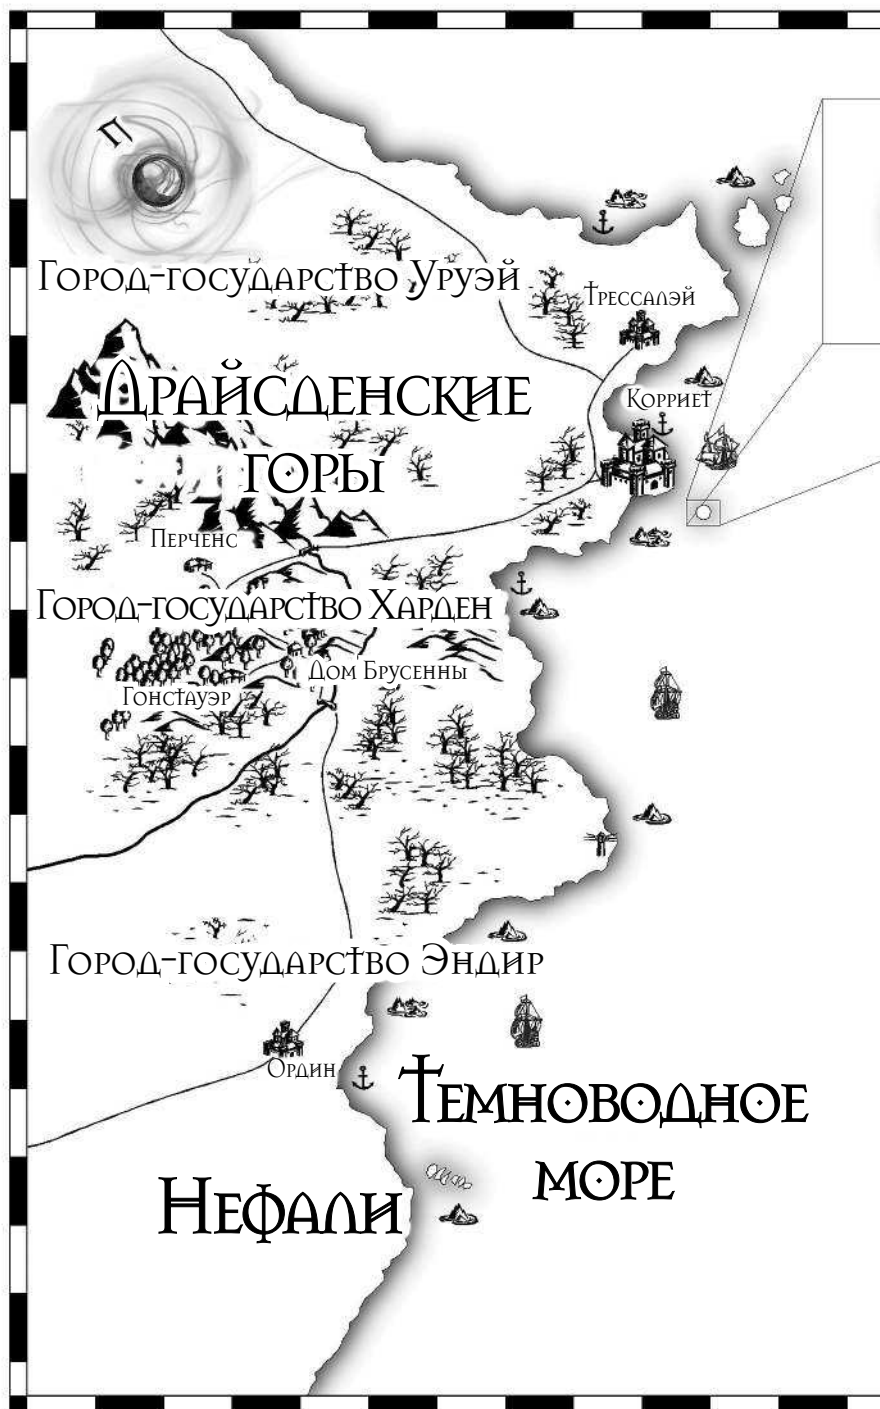 П
Город-государство Уруэй
Трессалэй
Драйсденские
горы
Корриет
Перченс
Город-государство Харден
Дом Брусенны
Гонстауэр
Город-государство Эндир
Ордин
Темноводное
море
Нефали